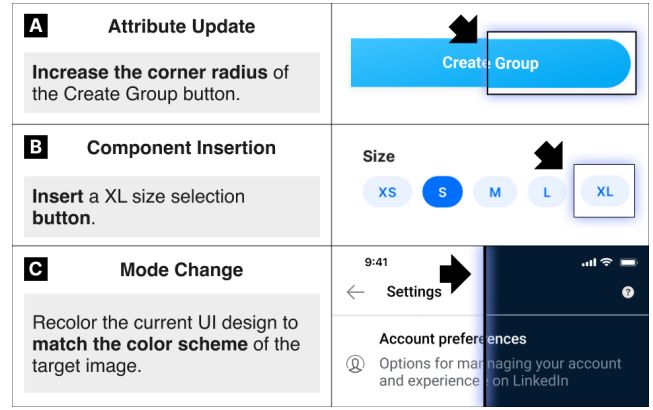 A
Attribute Update
Increase the corner radius of
the Create Group button.
Create Group
B
Component Insertion
Insert a XL size selection
button.
Size
XS S M L XL
C
Mode Change
Recolor the current UI design to
match the color scheme of the
target image.
9:41
Settings
?
Account preferences
Options for managing your account
and experience on LinkedIn